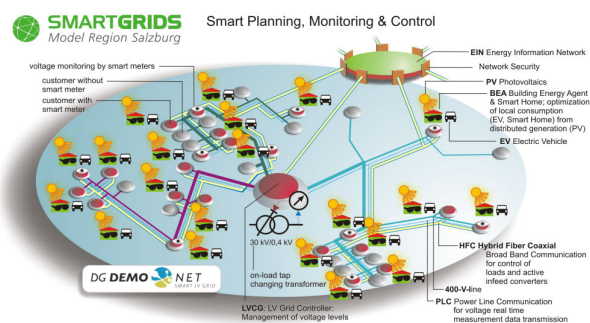 SMARTGRIDS
Model Region Salzburg
Smart Planning, Monitoring & Control
EIN Energy Information Network
Network Security
PV Photovoltaics
BEA Building Energy Agent
& Smart Home; optimization
of local consumption
(EV, Smart Home) from
distributed generation (PV)
EV Electric Vehicle
voltage monitoring by smart meters
customer without
smart meter
customer with
smart meter
30 kV/0,4 kV
on-load tap
changing transformer
LVCG: LV Grid Controller:
Management of voltage levels
HFC Hybrid Fiber Coaxial
Broad Band Communication
for control of
loads and active
infeed converters
400-V-line
PLC Power Line Communication
for voltage real time
measurement data transmission
DG DEMO NET
SMART LV GRID